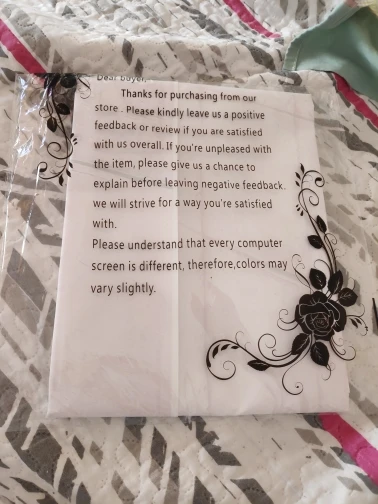 Dear buyer,
Thanks for purchasing from our
store . Please kindly leave us a positive
feedback or review if you are satisfied
with us overall. If you're unpleased with
the item, please give us a chance to
explain before leaving negative feedback.
we will strive for a way you're satisfied
with.
Please understand that every computer
screen is different, therefore,colors may
vary slightly.